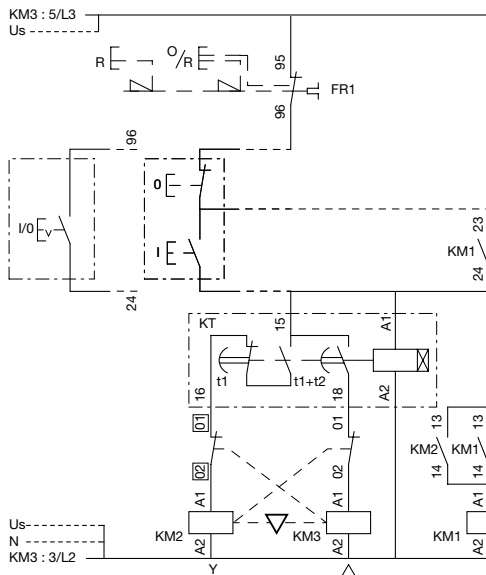 KM3 : 5/L3
Us
R
O/R
95
FR1
96
96
0
I/0
I
23
KM1
24
24
KT
15
A1
t1
t1+t2
16
18
A2
01
01
13
13
KM2
KM1
02
02
14
14
A1
A1
A1
Us
N
KM2
KM3
KM1
A2
A2
A2
KM3 : 3/L2
Y